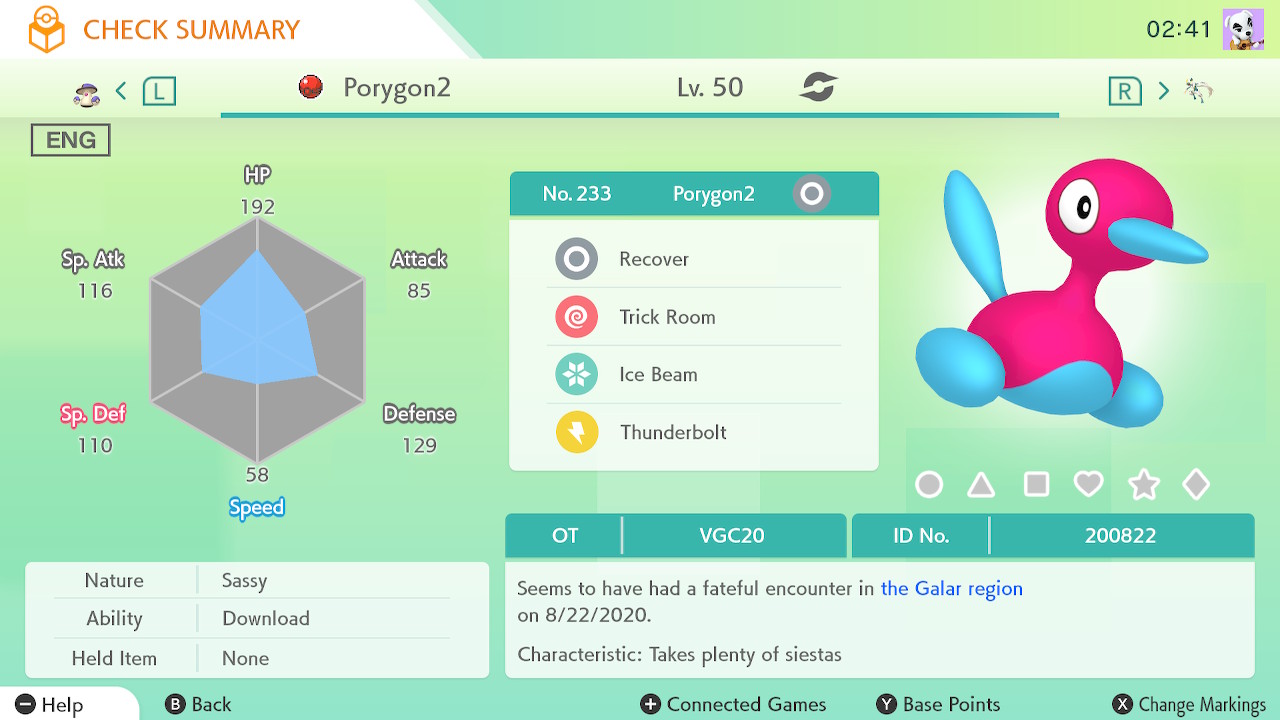 CHECK SUMMARY
02:41
L
Porygon2
Lv. 50
R
ENG
HP
192
Sp. Atk
116
Attack
85
Sp. Def
110
Defense
129
58
Speed
No. 233 Porygon2
Recover
Trick Room
Ice Beam
Thunderbolt
OT VGC20
ID No. 200822
Nature Sassy
Ability Download
Held Item None
Seems to have had a fateful encounter in the Galar region
on 8/22/2020.
Characteristic: Takes plenty of siestas
Help
B Back
Connected Games
Y Base Points
X Change Markings